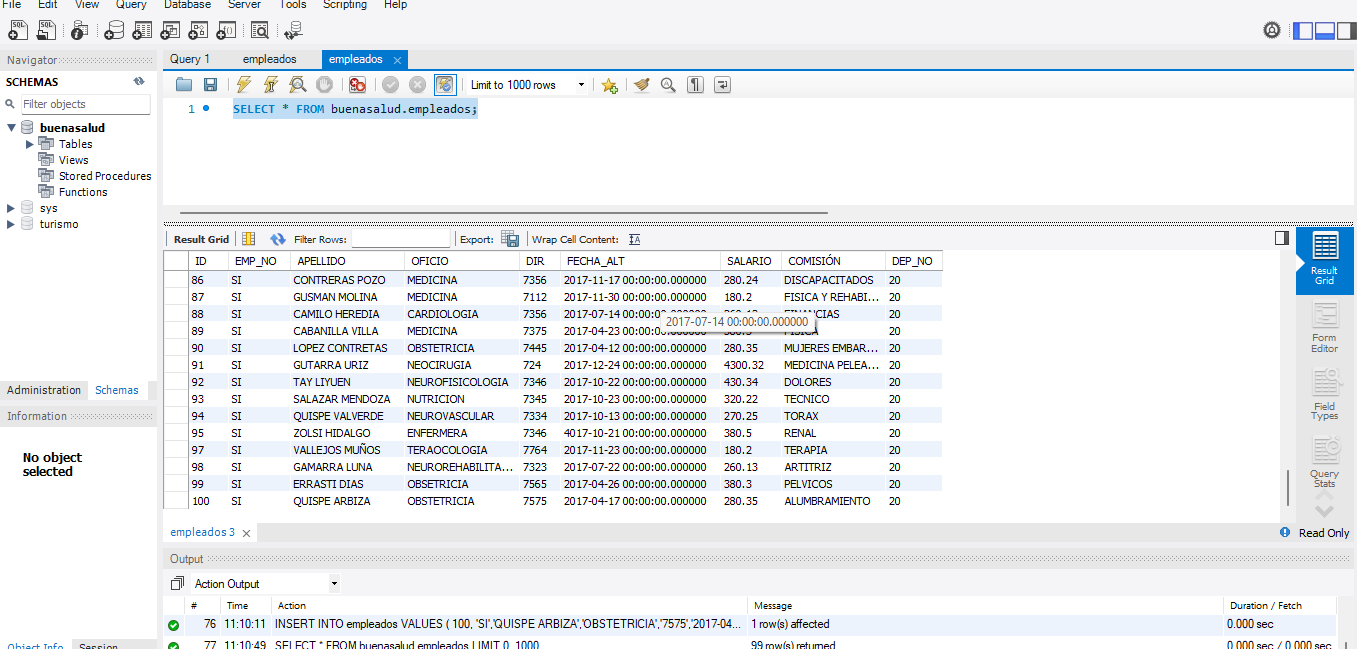 File Edit View Query Database Server Tools Scripting Help
Navigator
SCHEMAS
Filter objects
buenasalud
Tables
Views
Stored Procedures
Functions
sys
turismo
Administration Schemas
Information
No object
selected
Object Info Session
Query 1 empleados empleados
Limit to 1000 rows
1 SELECT * FROM buenasalud.empleados;
Result Grid Filter Rows: Export: Wrap Cell Content:
ID EMP_NO APELLIDO OFICIO DIR FECHA_ALT SALARIO COMISIÓN DEP_NO
86 SI CONTRERAS POZO MEDICINA 7356 2017-11-17 00:00:00.000000 280.24 DISCAPACITADOS 20
87 SI GUSMAN MOLINA MEDICINA 7112 2017-11-30 00:00:00.000000 180.2 FISICA Y REHABI... 20
88 SI CAMILO HEREDIA CARDIOLOGIA 7356 2017-07-14 00:00:00.000000 20
2017-07-14 00:00:00.000000
89 SI CABANILLA VILLA MEDICINA 7375 2017-04-23 00:00:00.000000 20
90 SI LOPEZ CONTRETAS OBSTETRICIA 7445 2017-04-12 00:00:00.000000 280.35 MUJERES EMBAR... 20
91 SI GUTARRA URIZ NEOCIRUGIA 724 2017-12-24 00:00:00.000000 4300.32 MEDICINA PELEA... 20
92 SI TAY LIYUEN NEUROFISICOLOGIA 7346 2017-10-22 00:00:00.000000 430.34 DOLORES 20
93 SI SALAZAR MENDOZA NUTRICION 7345 2017-10-23 00:00:00.000000 320.22 TECNICO 20
94 SI QUISPE VALVERDE NEUROVASCULAR 7334 2017-10-13 00:00:00.000000 270.25 TORAX 20
95 SI ZOLSI HIDALGO ENFERMERA 7346 4017-10-21 00:00:00.000000 380.5 RENAL 20
97 SI VALLEJOS MUÑOS TERAOCOLOGIA 7764 2017-11-23 00:00:00.000000 180.2 TERAPIA 20
98 SI GAMARRA LUNA NEUROREHABILITA... 7323 2017-07-22 00:00:00.000000 260.13 ARTITRIZ 20
99 SI ERRASTI DIAS OBSETRICIA 7565 2017-04-26 00:00:00.000000 380.3 PELVICOS 20
100 SI QUISPE ARBIZA OBSTETRICIA 7575 2017-04-17 00:00:00.000000 280.35 ALUMBRAMIENTO 20
Result
Grid
Form
Editor
Field
Types
Query
Stats
empleados 3
Read Only
Output
Action Output
# Time Action Message Duration / Fetch
76 11:10:11 INSERT INTO empleados VALUES ( 100, 'SI','QUISPE ARBIZA','OBSTETRICIA','7575','2017-04... 1 row(s) affected 0.000 sec
77 11:10:49 SELECT * FROM buenasalud.empleados LIMIT 0, 1000 99 row(s) returned 0.000 sec / 0.000 sec